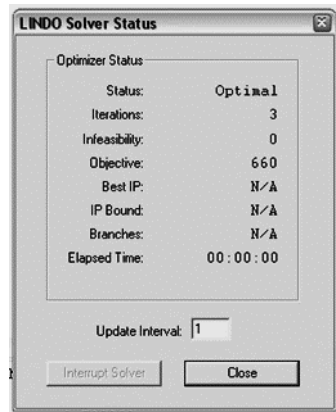 LINDO Solver Status
Optimizer Status
Status: Optimal
Iterations: 3
Infeasibility: 0
Objective: 660
Best IP: N/A
IP Bound: N/A
Branches: N/A
Elapsed Time: 00:00:00
Update Interval: 1
Interrupt Solver Close